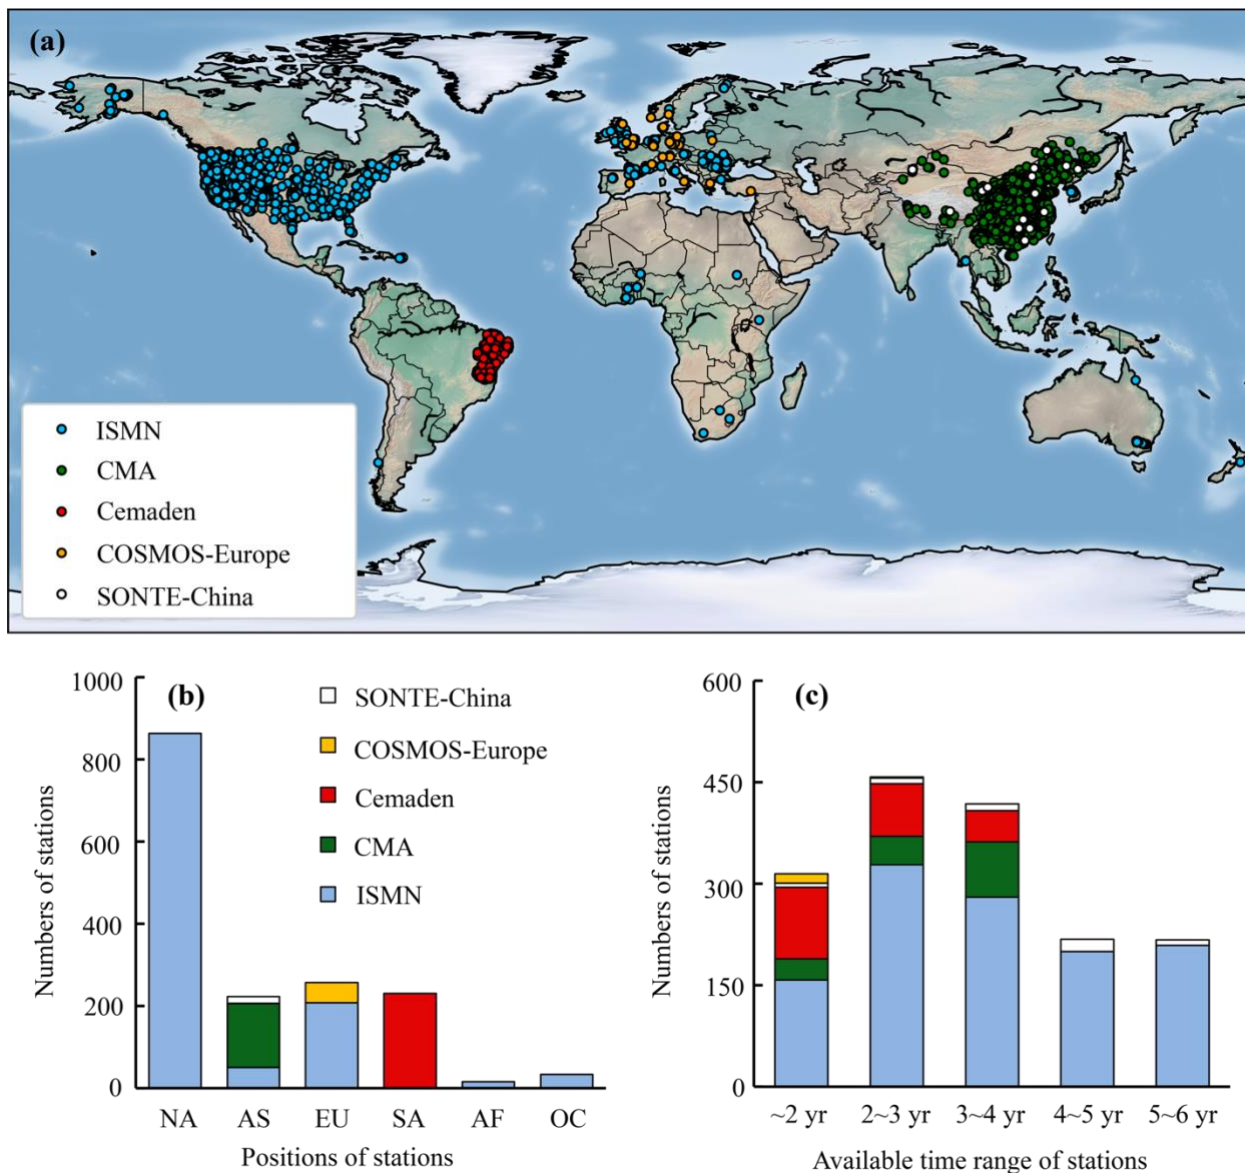 (a)
ISMN
CMA
Cemaden
COSMOS-Europe
SONTE-China
(b)
1000
800
600
400
200
0
Numbers of stations
SONTE-China
COSMOS-Europe
Cemaden
CMA
ISMN
NA AS EU SA AF OC
Positions of stations
(c)
600
450
300
150
0
Numbers of stations
~2 yr 2~3 yr 3~4 yr 4~5 yr 5~6 yr
Available time range of stations